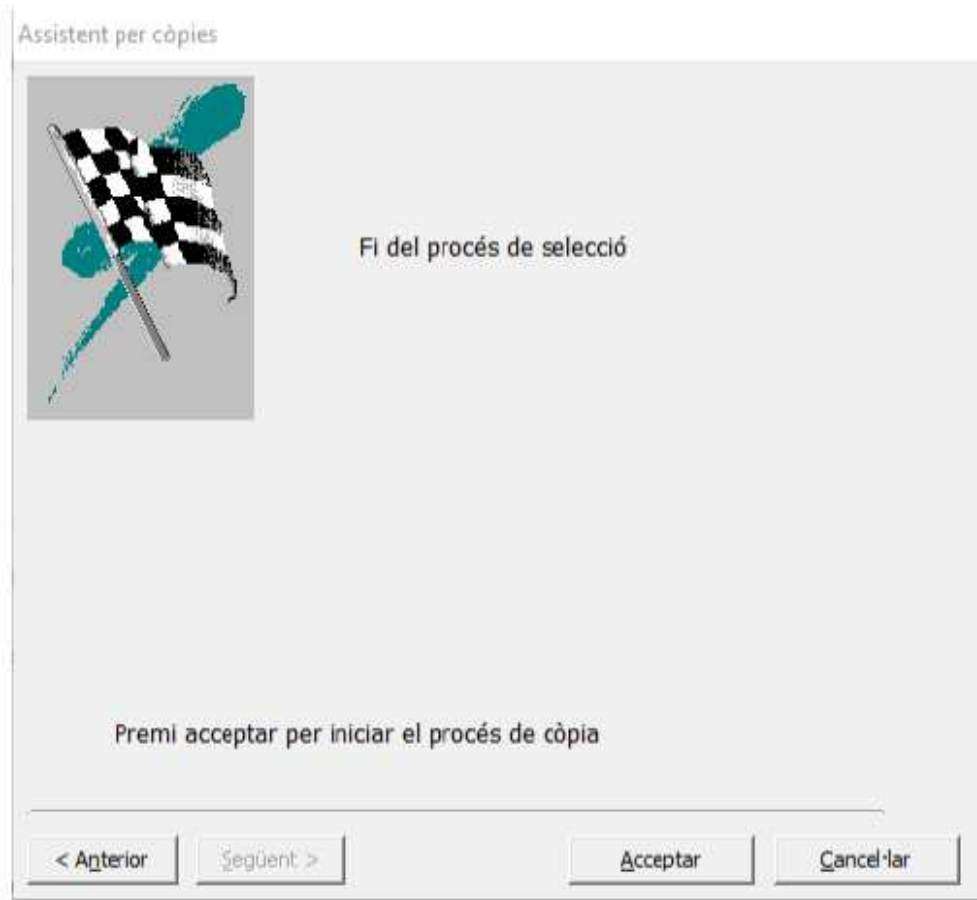 Assistent per còpies
Fi del procés de selecció
Premi acceptar per iniciar el procés de còpia
< Anterior
Següent >
Acceptar
Cancel·lar